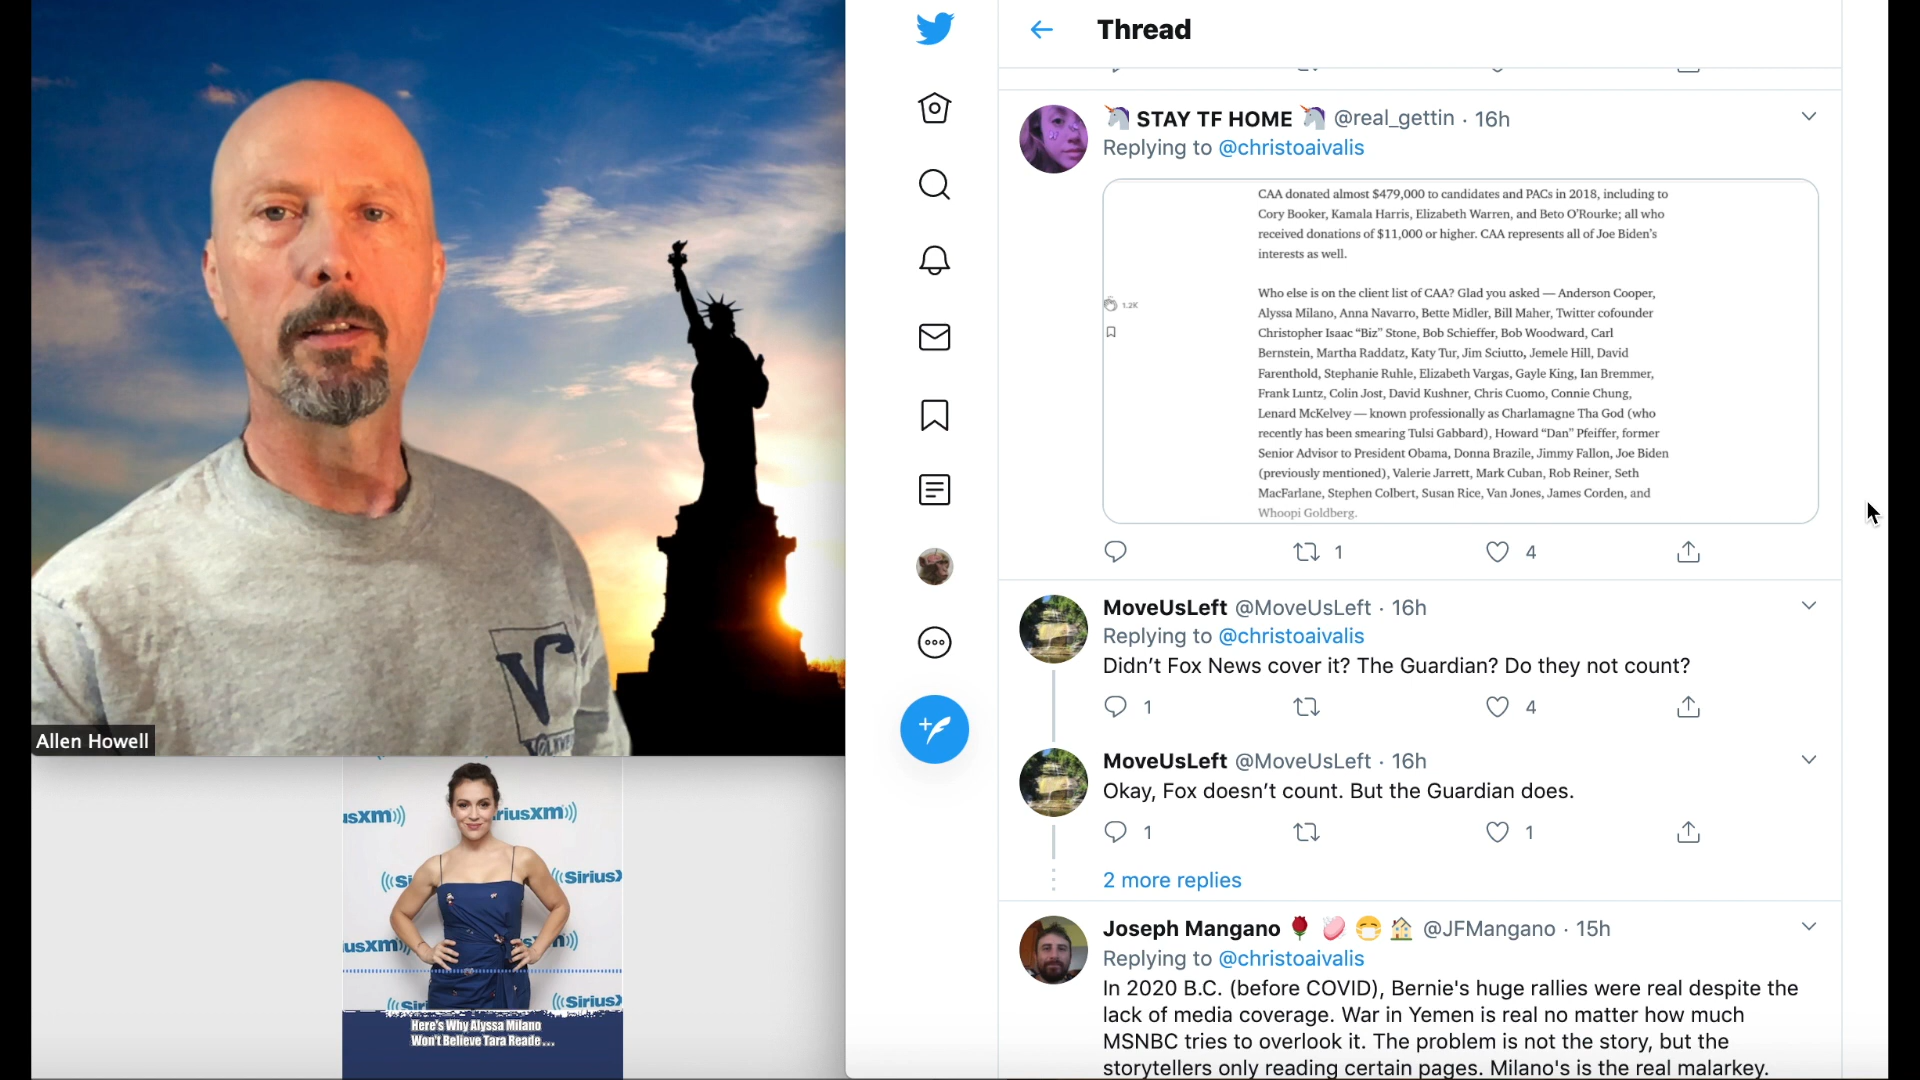 Allen Howell
usxm
riusxm
SiriusX
usxm
SiriusX
Here's Why Alyssa Milano
Won't Believe Tara Reade ...
Thread
STAY TF HOME @real_gettin · 16h
Replying to @christoaivalis
CAA donated almost $479,000 to candidates and PACs in 2018, including to
Cory Booker, Kamala Harris, Elizabeth Warren, and Beto O'Rourke; all who
received donations of $11,000 or higher. CAA represents all of Joe Biden's
interests as well.
Who else is on the client list of CAA? Glad you asked — Anderson Cooper,
Alyssa Milano, Anna Navarro, Bette Midler, Bill Maher, Twitter cofounder
Christopher Isaac “Biz” Stone, Bob Schieffer, Bob Woodward, Carl
Bernstein, Martha Raddatz, Katy Tur, Jim Sciutto, Jemele Hill, David
Farenthold, Stephanie Ruhle, Elizabeth Vargas, Gayle King, Ian Bremmer,
Frank Luntz, Colin Jost, David Kushner, Chris Cuomo, Connie Chung,
Lenard McKelvey — known professionally as Charlamagne Tha God (who
recently has been smearing Tulsi Gabbard), Howard “Dan” Pfeiffer, former
Senior Advisor to President Obama, Donna Brazile, Jimmy Fallon, Joe Biden
(previously mentioned), Valerie Jarrett, Mark Cuban, Rob Reiner, Seth
MacFarlane, Stephen Colbert, Susan Rice, Van Jones, James Corden, and
Whoopi Goldberg.
1.2K
1 4
MoveUsLeft @MoveUsLeft · 16h
Replying to @christoaivalis
Didn't Fox News cover it? The Guardian? Do they not count?
1 4
MoveUsLeft @MoveUsLeft · 16h
Okay, Fox doesn't count. But the Guardian does.
1 1
2 more replies
Joseph Mangano @JFMangano · 15h
Replying to @christoaivalis
In 2020 B.C. (before COVID), Bernie's huge rallies were real despite the
lack of media coverage. War in Yemen is real no matter how much
MSNBC tries to overlook it. The problem is not the story, but the
storytellers only reading certain pages. Milano's is the real malarkey.